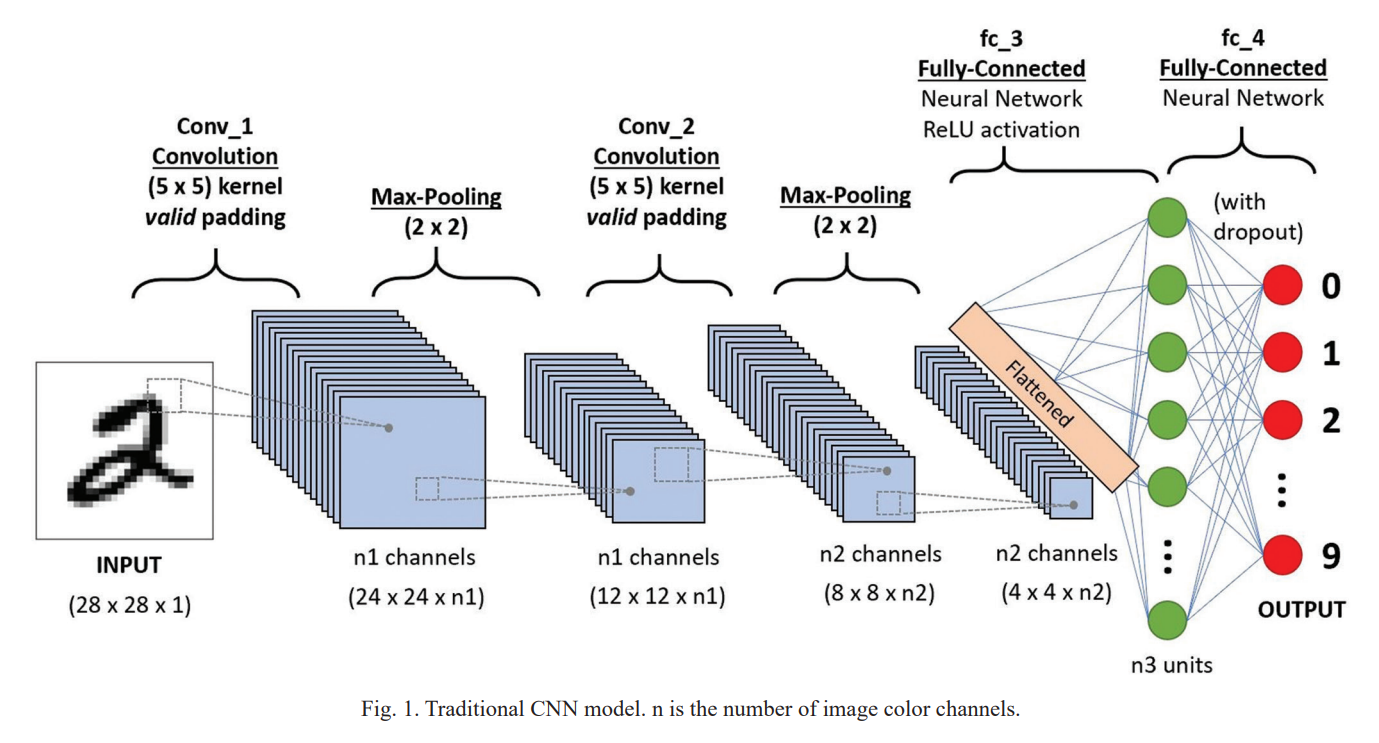 Conv_1
Convolution
(5 x 5) kernel
valid padding
Max-Pooling
(2 x 2)
Conv_2
Convolution
(5 x 5) kernel
valid padding
Max-Pooling
(2 x 2)
fc_3
Fully-Connected
Neural Network
ReLU activation
fc_4
Fully-Connected
Neural Network
(with
dropout)
Flattened
0
1
2
⋮
9
OUTPUT
INPUT
(28 x 28 x 1)
n1 channels
(24 x 24 x n1)
n1 channels
(12 x 12 x n1)
n2 channels
(8 x 8 x n2)
n2 channels
(4 x 4 x n2)
n3 units
Fig. 1. Traditional CNN model. n is the number of image color channels.